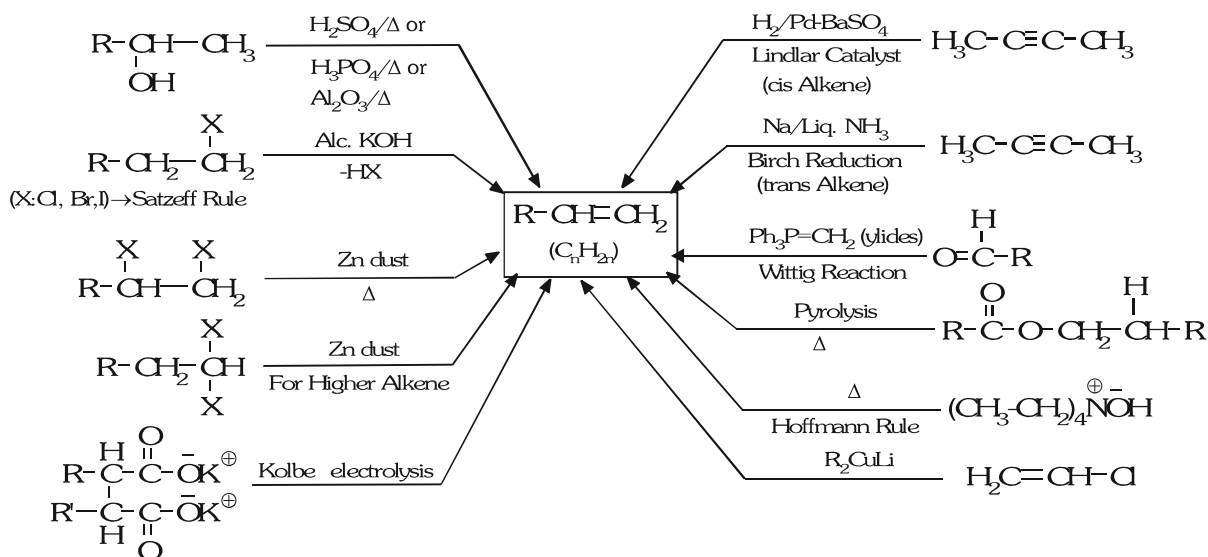 R–CH–CH₃
OH
H₂SO₄/Δ or
H₃PO₄/Δ or
Al₂O₃/Δ
X
R–CH₂–CH₂
Alc. KOH
-HX
(X:Cl, Br,I)→Satzeff Rule
X X
R–CH–CH₂
Zn dust
Δ
X
R–CH₂–CH
X
Zn dust
For Higher Alkene
H O
R–C–C–O⁻K⊕
R'–C–C–O⁻K⊕
H O
Kolbe electrolysis
R–CH=CH₂
(CₙH₂ₙ)
H₂/Pd-BaSO₄
Lindlar Catalyst
(cis Alkene)
H₃C–C≡C–CH₃
Na/Liq. NH₃
Birch Reduction
(trans Alkene)
H₃C–C≡C–CH₃
Ph₃P=CH₂ (ylides)
Wittig Reaction
H
O=C–R
Pyrolysis
Δ
O H
R–C–O–CH₂–CH–R
Δ
Hoffmann Rule
(CH₃-CH₂)₄N⊕O⁻H
R₂CuLi
H₂C=CH–Cl